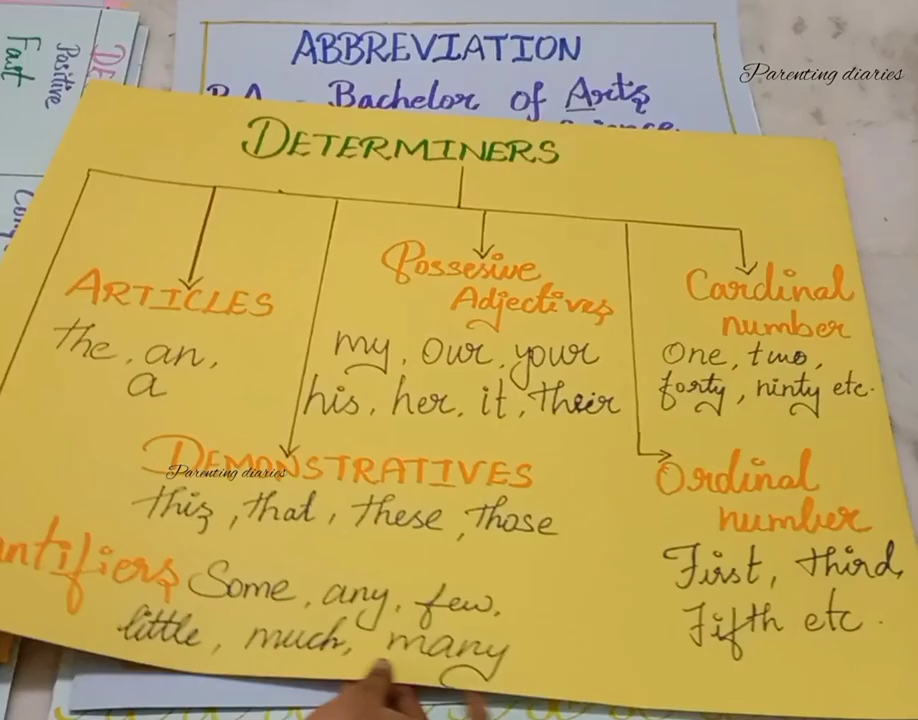 ABBREVIATION
B.A - Bachelor of Arts
Parenting diaries
Positive
Fast
DETERMINERS
ARTICLES
the, an,
a
Possesive
Adjectives
my, our, your
his, her, it, their
Cardinal
number
One, two,
forty, ninty etc.
DEMONSTRATIVES
Parenting diaries
this, that, these, those
Ordinal
number
First, third,
Fifth etc.
antifiers Some, any, few,
little, much, many